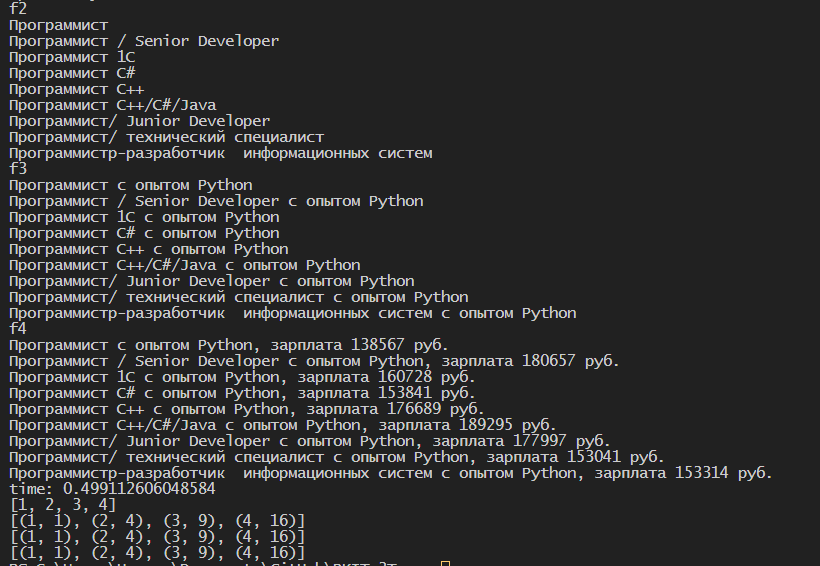 f2
Программист
Программист / Senior Developer
Программист 1С
Программист C#
Программист C++
Программист C++/C#/Java
Программист/ Junior Developer
Программист/ технический специалист
Программистр-разработчик  информационных систем
f3
Программист с опытом Python
Программист / Senior Developer с опытом Python
Программист 1С с опытом Python
Программист C# с опытом Python
Программист C++ с опытом Python
Программист C++/C#/Java с опытом Python
Программист/ Junior Developer с опытом Python
Программист/ технический специалист с опытом Python
Программистр-разработчик  информационных систем с опытом Python
f4
Программист с опытом Python, зарплата 138567 руб.
Программист / Senior Developer с опытом Python, зарплата 180657 руб.
Программист 1С с опытом Python, зарплата 160728 руб.
Программист C# с опытом Python, зарплата 153841 руб.
Программист C++ с опытом Python, зарплата 176689 руб.
Программист C++/C#/Java с опытом Python, зарплата 189295 руб.
Программист/ Junior Developer с опытом Python, зарплата 177997 руб.
Программист/ технический специалист с опытом Python, зарплата 153041 руб.
Программистр-разработчик  информационных систем с опытом Python, зарплата 153314 руб.
time: 0.499112606048584
[1, 2, 3, 4]
[(1, 1), (2, 4), (3, 9), (4, 16)]
[(1, 1), (2, 4), (3, 9), (4, 16)]
[(1, 1), (2, 4), (3, 9), (4, 16)]